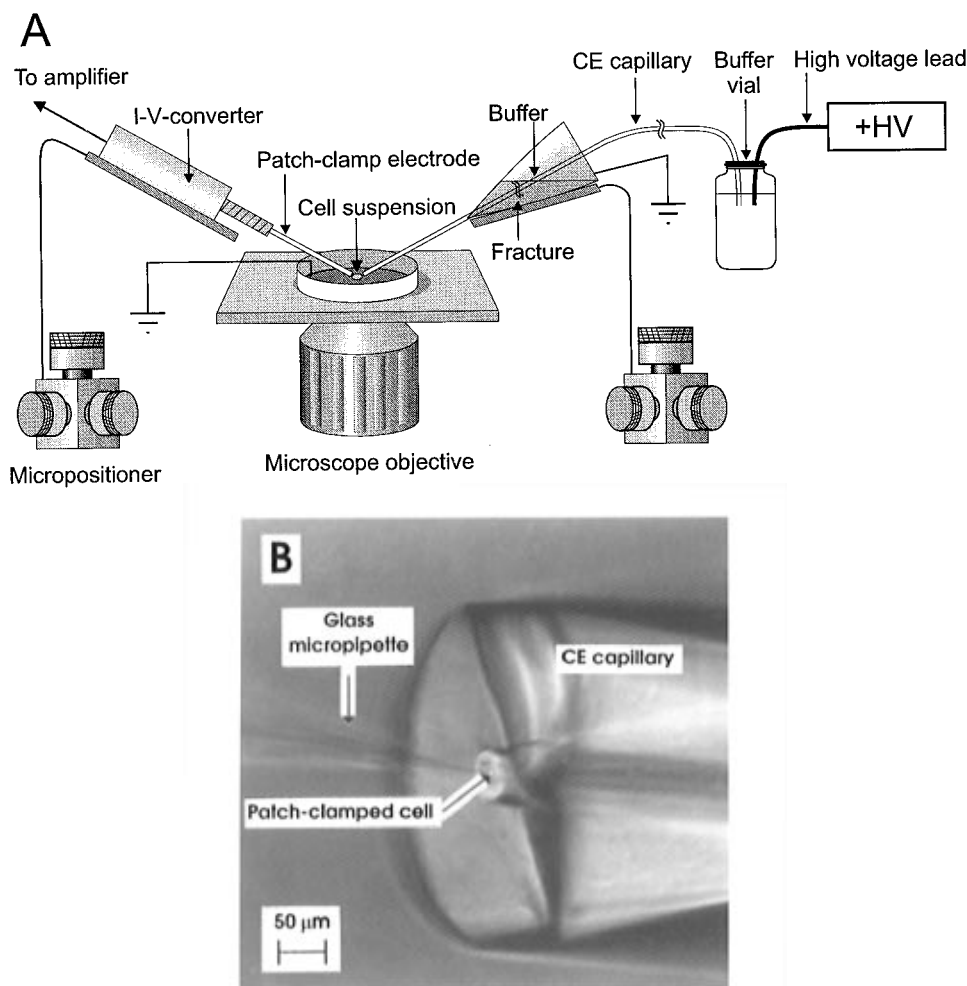 A
To amplifier
I-V-converter
Patch-clamp electrode
Cell suspension
Buffer
Fracture
CE capillary
Buffer
vial
High voltage lead
+HV
Micropositioner
Microscope objective
B
Glass
micropipette
CE capillary
Patch-clamped cell
50 μm